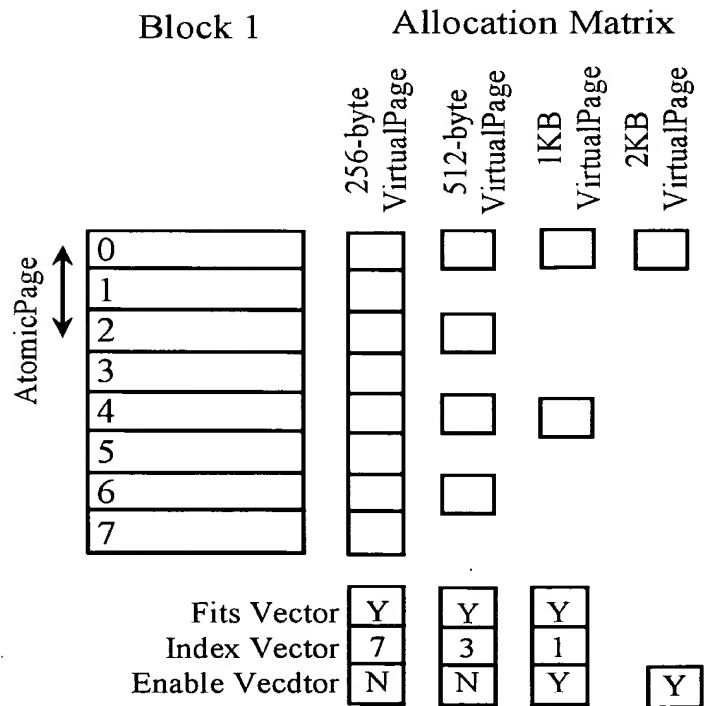 Block 1
Allocation Matrix
256-byte
VirtualPage
512-byte
VirtualPage
1KB
VirtualPage
2KB
VirtualPage
AtomicPage
0
1
2
3
4
5
6
7
Fits Vector Y Y Y
Index Vector 7 3 1
Enable Vecdtor N N Y Y